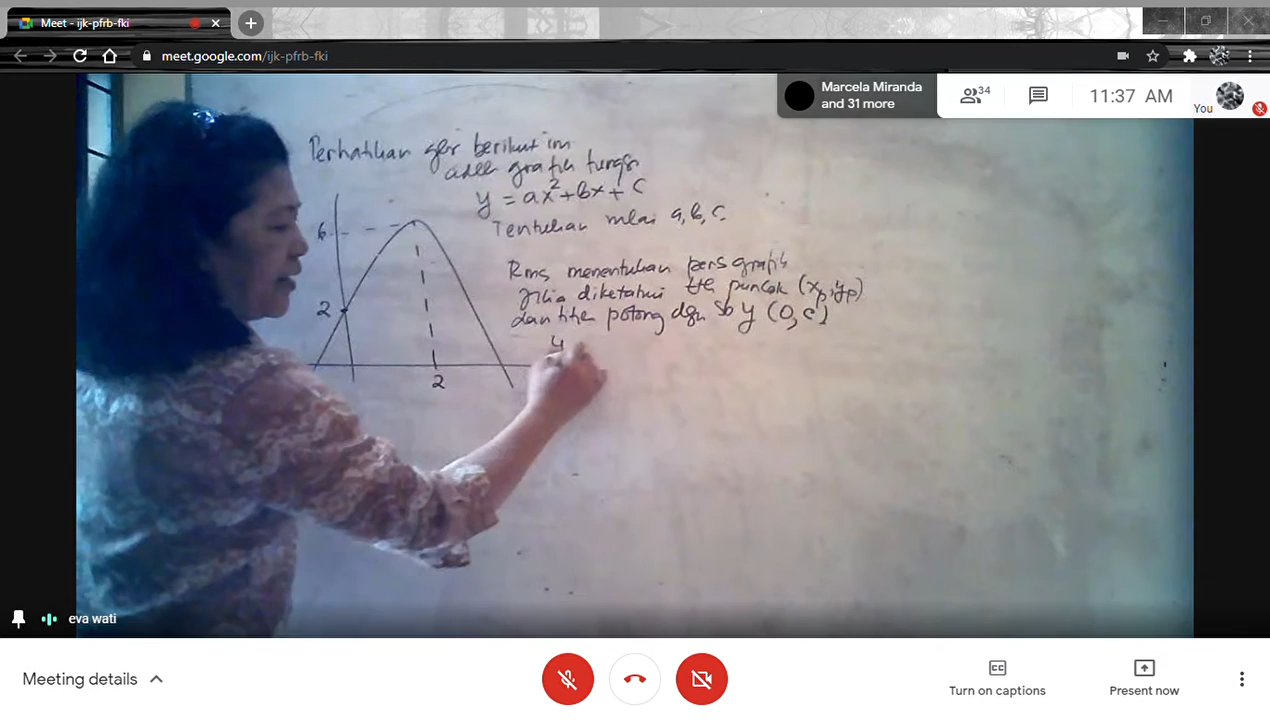 Meet - ijk-pfrb-fki
meet.google.com/ijk-pfrb-fki
Marcela Miranda
and 31 more
34
11:37 AM
You
Perhatikan gbr berikut ini
adlh grafik fungsi
y = ax²+bx+c
Tentukan nilai a, b, c.
6
2
2
Rms menentukan pers grafik
jika diketahui ttk puncak (xp, yp)
dan titik potong dgn sb y (0, c)
y
eva wati
Meeting details
Turn on captions
Present now